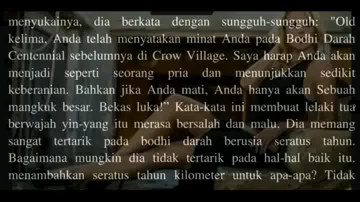 menyukainya, dia berkata dengan sungguh-sungguh: "Old
kelima, Anda telah menyatakan minat Anda pada Bodhi Darah
Centennial sebelumnya di Crow Village. Saya harap Anda akan
menjadi seperti seorang pria dan menunjukkan sedikit
keberanian. Bahkan jika Anda mati, Anda hanya akan Sebuah
mangkuk besar. Bekas luka!" Kata-kata ini membuat lelaki tua
berwajah yin-yang itu merasa bersalah dan malu. Dia memang
sangat tertarik pada bodhi darah berusia seratus tahun.
Bagaimana mungkin dia tidak tertarik pada hal-hal baik itu.
menambahkan seratus tahun kilometer untuk apa-apa? Tidak